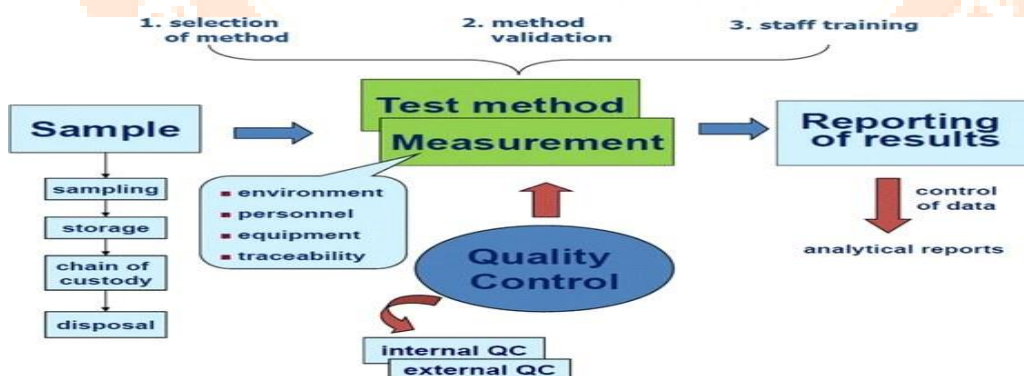 1. selection
of method
2. method
validation
3. staff training
Sample
sampling
storage
chain of
custody
disposal
Test method
Measurement
environment
personnel
equipment
traceability
Quality
Control
internal QC
external QC
Reporting
of results
control
of data
analytical reports